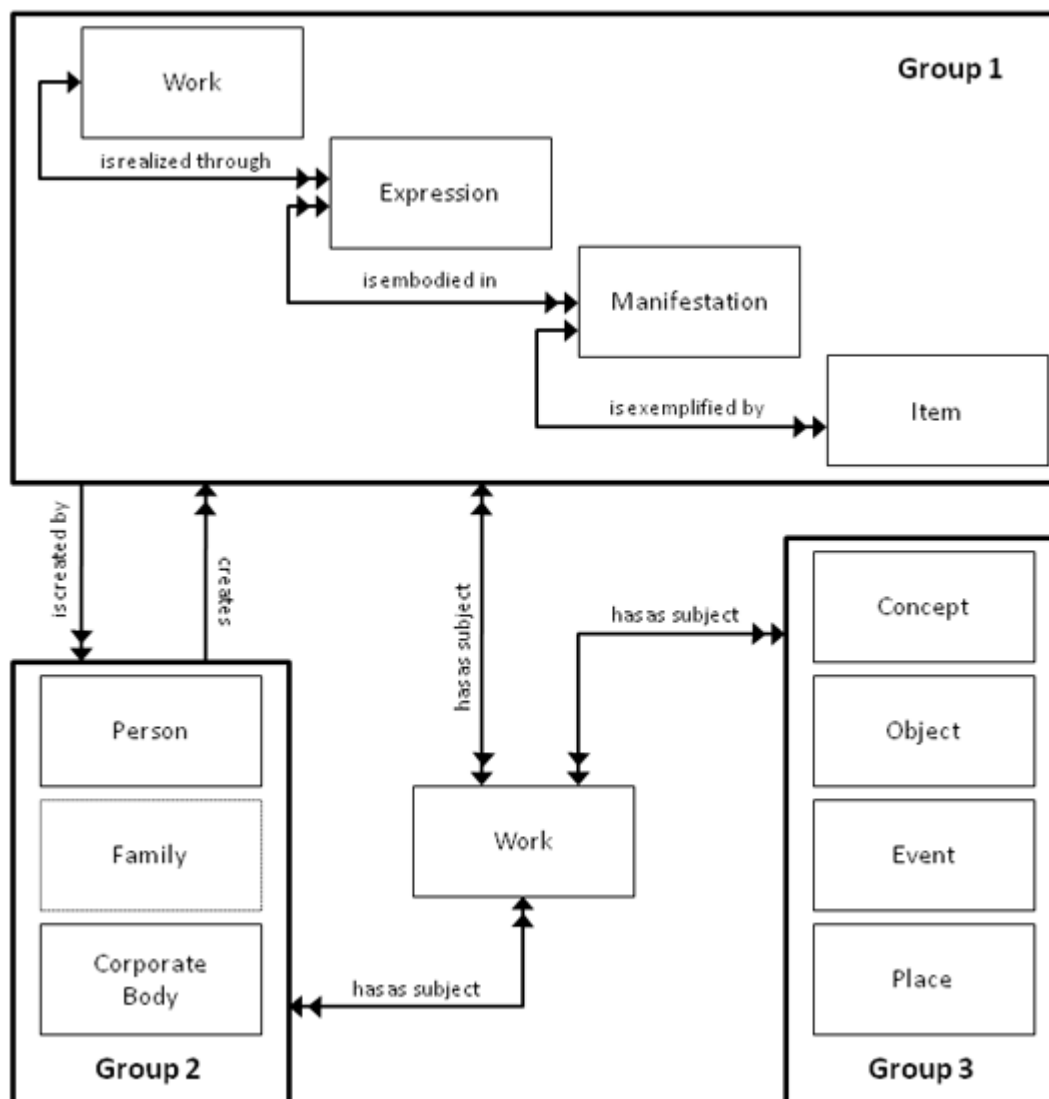 Group 1
Work
is realized through
Expression
is embodied in
Manifestation
is exemplified by
Item
is created by
creates
has as subject
has as subject
Concept
Object
Event
Place
Group 3
Person
Family
Corporate
Body
Group 2
Work
has as subject